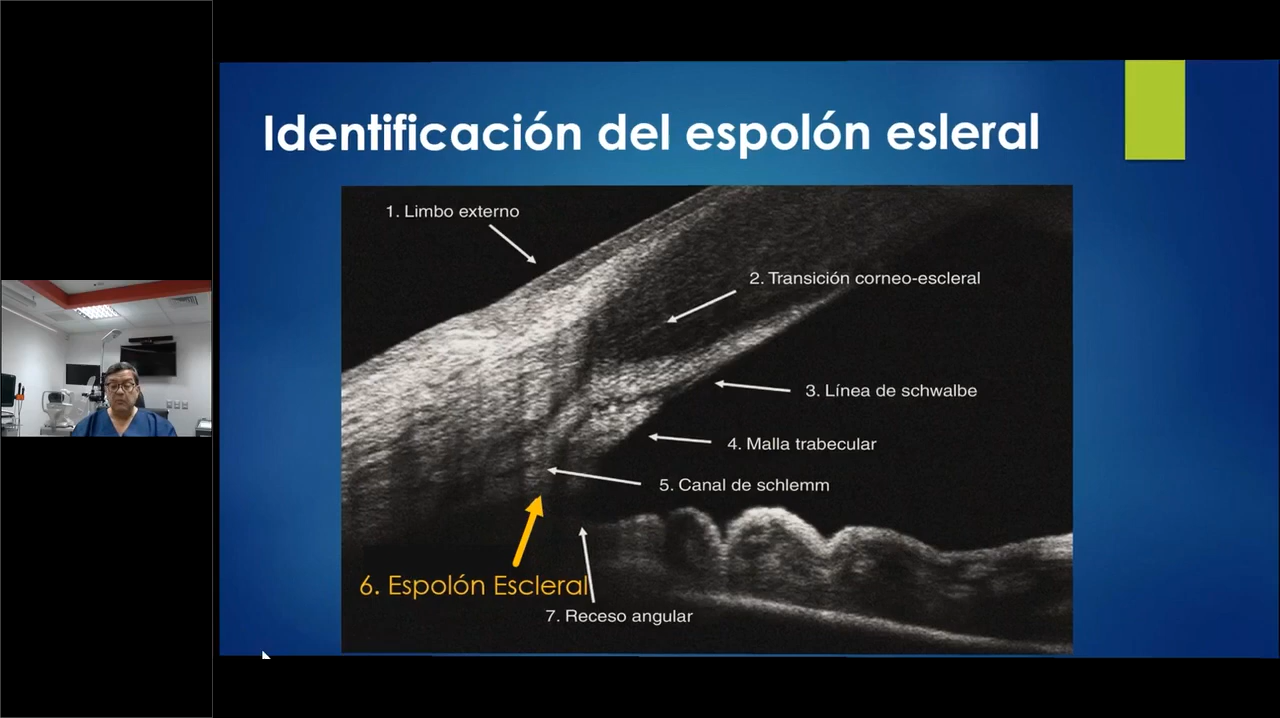 Identificación del espolón esleral
1. Limbo externo
2. Transición corneo-escleral
3. Línea de schwalbe
4. Malla trabecular
5. Canal de schlemm
6. Espolón Escleral
7. Receso angular